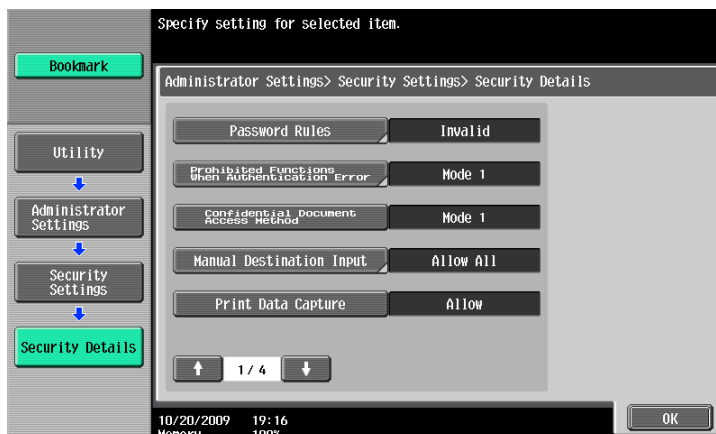 Specify setting for selected item.
Bookmark
Administrator Settings> Security Settings> Security Details
Password Rules
Invalid
Utility
Prohibited Functions
When Authentication Error
Mode 1
Administrator
Settings
Confidential Document
Access Method
Mode 1
Security
Settings
Manual Destination Input
Allow All
Print Data Capture
Allow
Security Details
1/ 4
10/20/2009 19:16
Memory 100%
OK